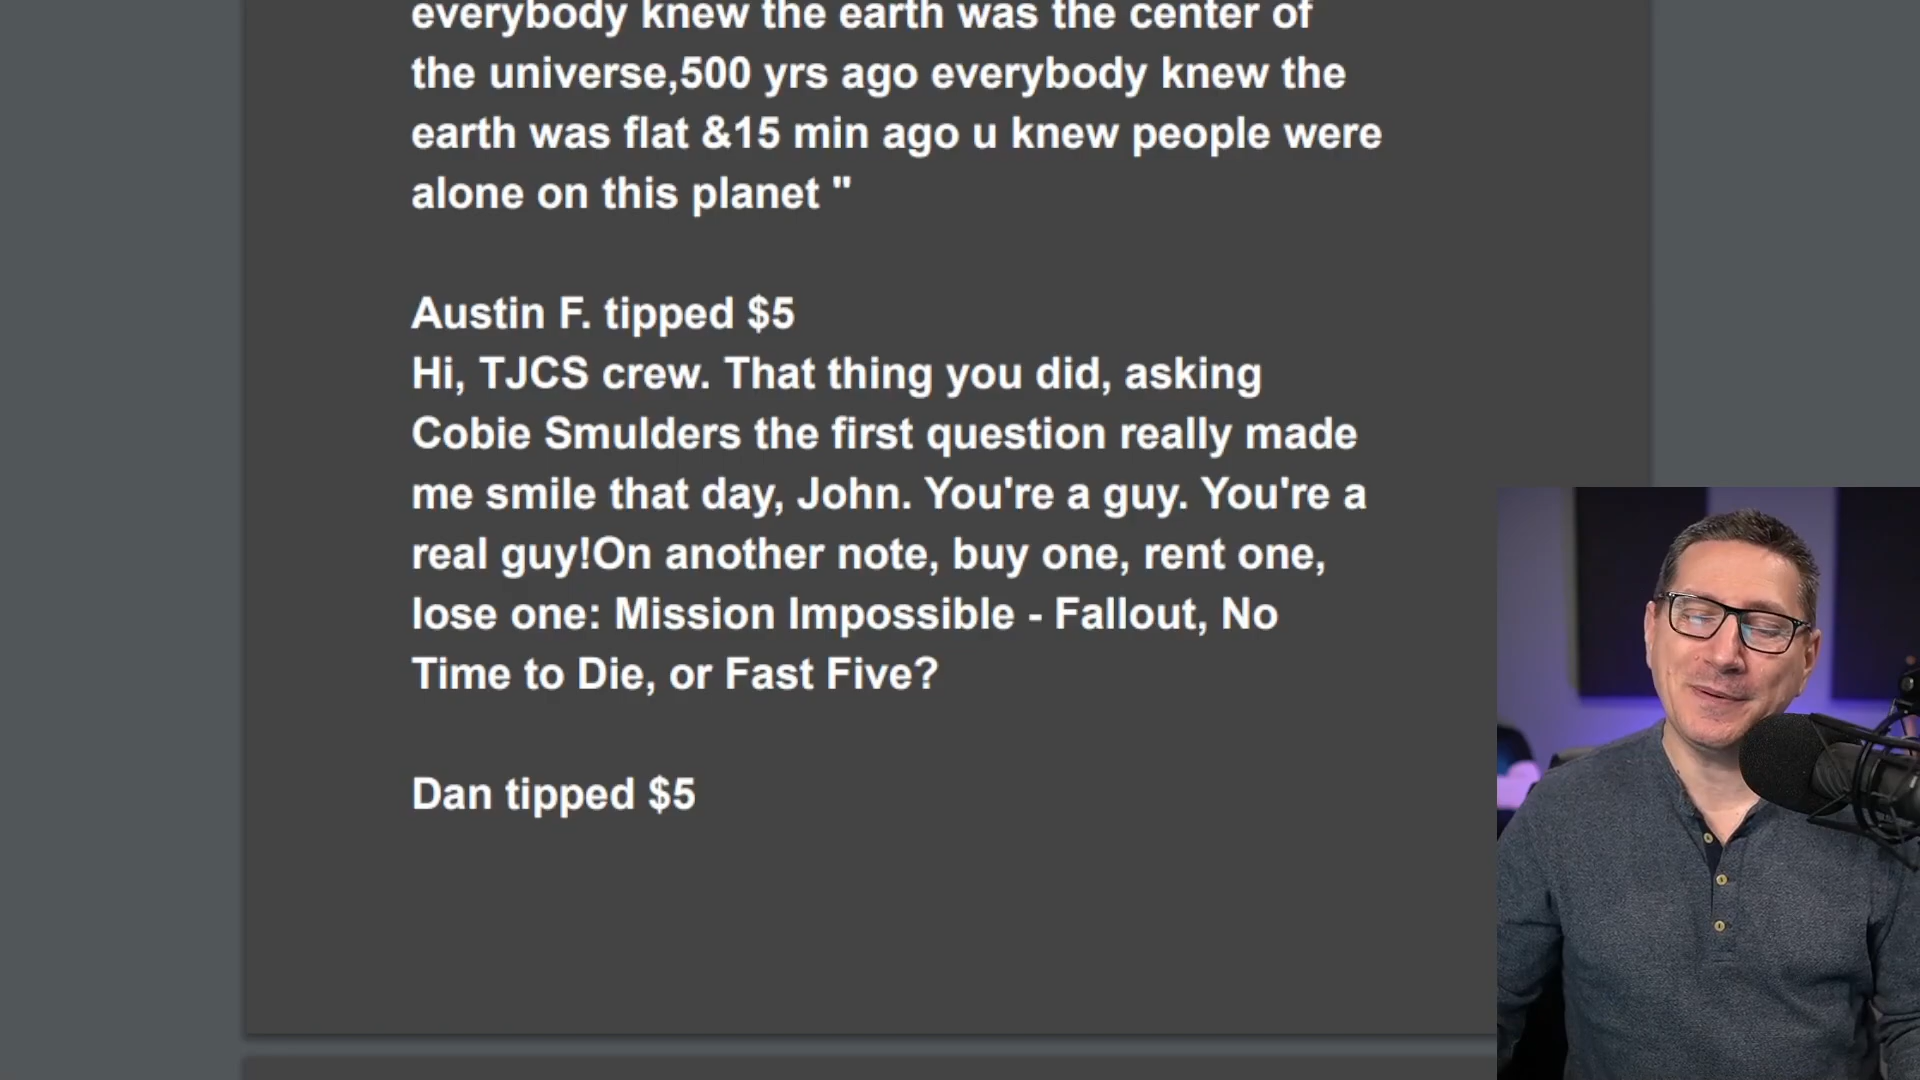 everybody knew the earth was the center of
the universe,500 yrs ago everybody knew the
earth was flat &15 min ago u knew people were
alone on this planet "
Austin F. tipped $5
Hi, TJCS crew. That thing you did, asking
Cobie Smulders the first question really made
me smile that day, John. You're a guy. You're a
real guy!On another note, buy one, rent one,
lose one: Mission Impossible - Fallout, No
Time to Die, or Fast Five?
Dan tipped $5